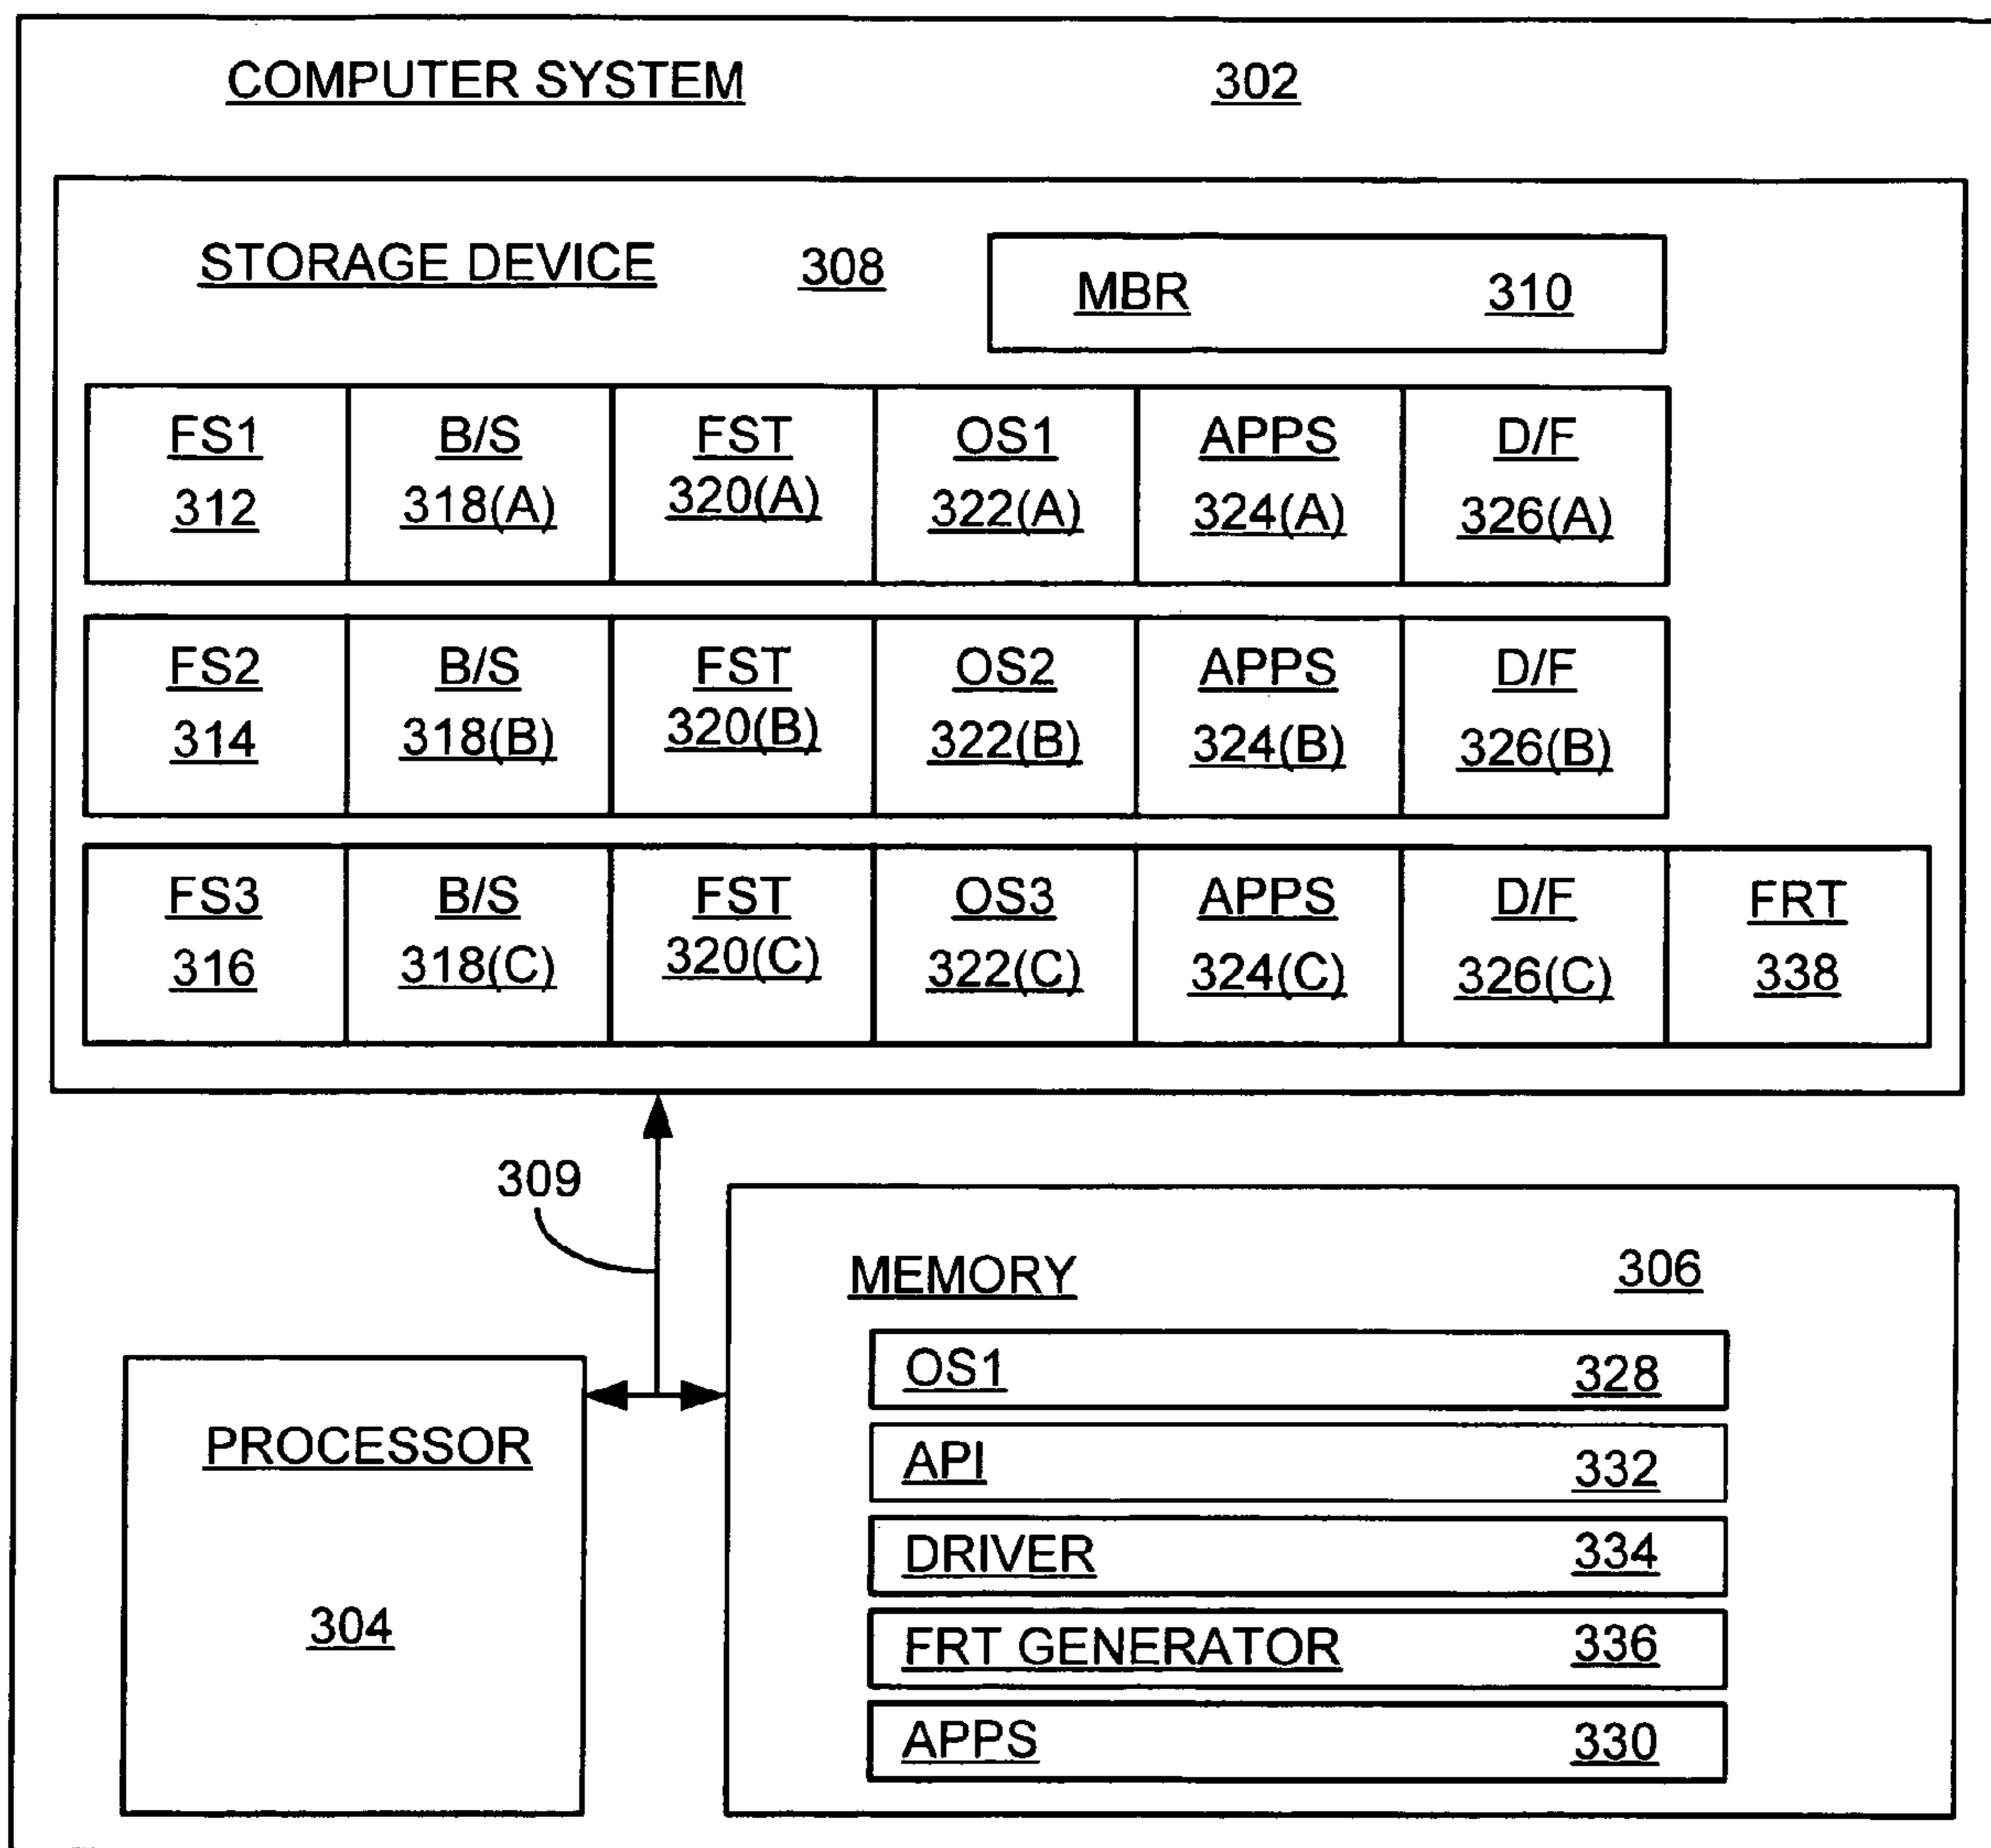 COMPUTER SYSTEM 302
STORAGE DEVICE 308
MBR 310
FS1 B/S FST OS1 APPS D/F
312 318(A) 320(A) 322(A) 324(A) 326(A)
FS2 B/S FST OS2 APPS D/F
314 318(B) 320(B) 322(B) 324(B) 326(B)
FS3 B/S FST OS3 APPS D/F FRT
316 318(C) 320(C) 322(C) 324(C) 326(C) 338
309
MEMORY 306
OS1 328
API 332
DRIVER 334
FRT GENERATOR 336
APPS 330
PROCESSOR
304